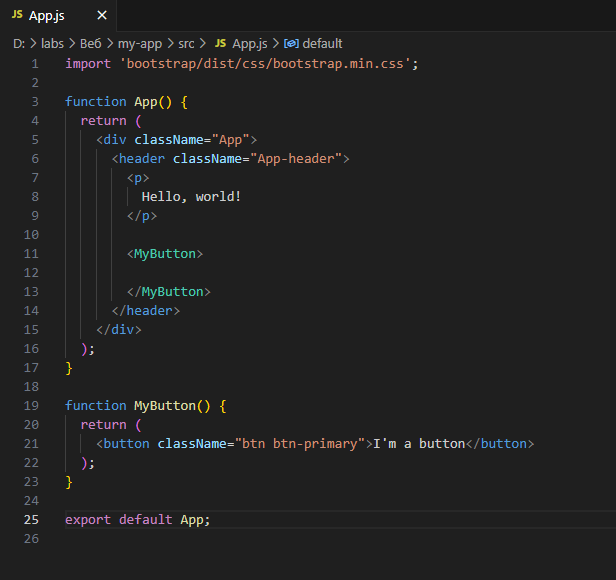 JS App.js ×
D: > labs > Веб > my-app > src > JS App.js > default
1 import 'bootstrap/dist/css/bootstrap.min.css';
2
3 function App() {
4   return (
5     <div className="App">
6       <header className="App-header">
7         <p>
8           Hello, world!
9         </p>
10
11         <MyButton>
12
13         </MyButton>
14       </header>
15     </div>
16   );
17 }
18
19 function MyButton() {
20   return (
21     <button className="btn btn-primary">I'm a button</button>
22   );
23 }
24
25 export default App;
26